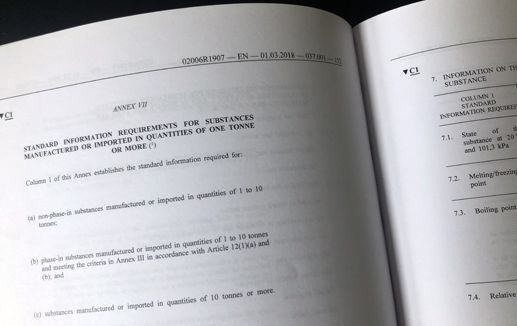 02006R1907 — EN — 01.03.2018 — 037.001 —
▼C1
ANNEX VII
STANDARD INFORMATION REQUIREMENTS FOR SUBSTANCES
MANUFACTURED OR IMPORTED IN QUANTITIES OF ONE TONNE
OR MORE (¹)
Column 1 of this Annex establishes the standard information required for:
(a) non-phase-in substances manufactured or imported in quantities of 1 to 10
tonnes;
(b) phase-in substances manufactured or imported in quantities of 1 to 10 tonnes
and meeting the criteria in Annex III in accordance with Article 12(1)(a) and
(b); and
(c) substances manufactured or imported in quantities of 10 tonnes or more.
▼C1
7. INFORMATION ON
SUBSTANCE
COLUMN 1
STANDARD
INFORMATION
7.1. State of
substance at 20
and 101,3 kPa
7.2. Melting/freezing
point
7.3. Boiling point
7.4. Relative